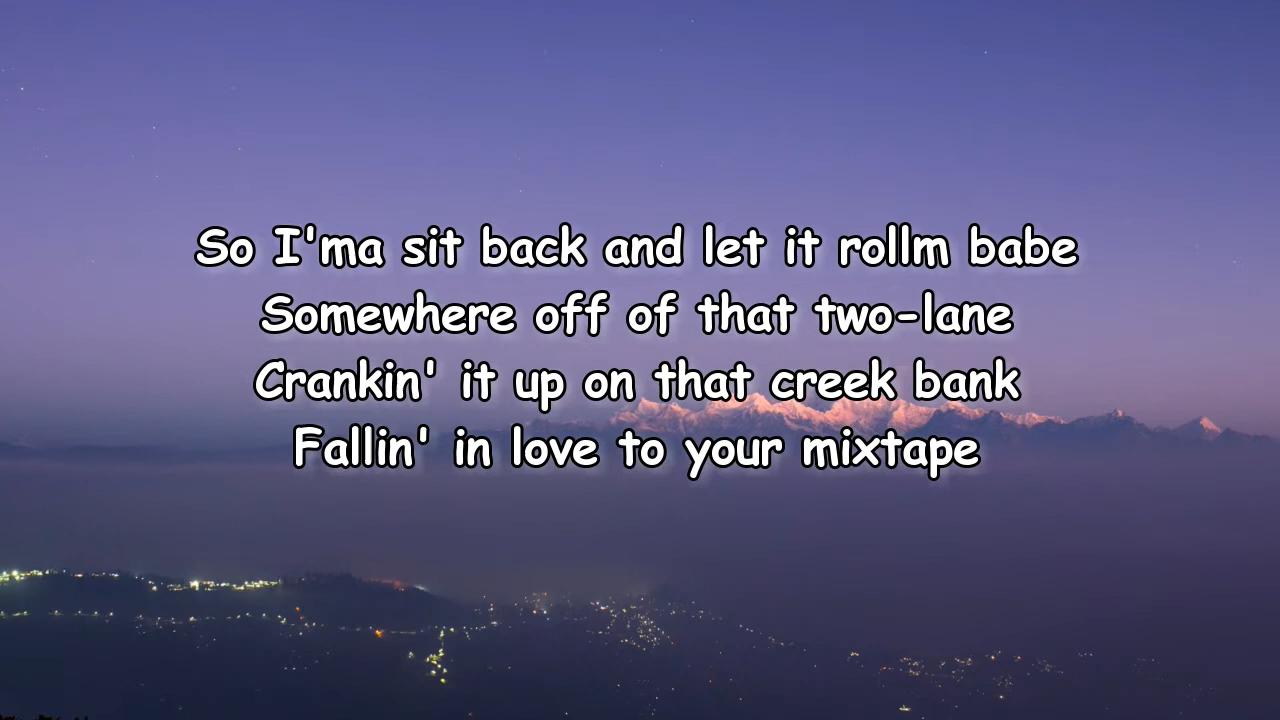 So I'ma sit back and let it rollm babe
Somewhere off of that two-lane
Crankin' it up on that creek bank
Fallin' in love to your mixtape